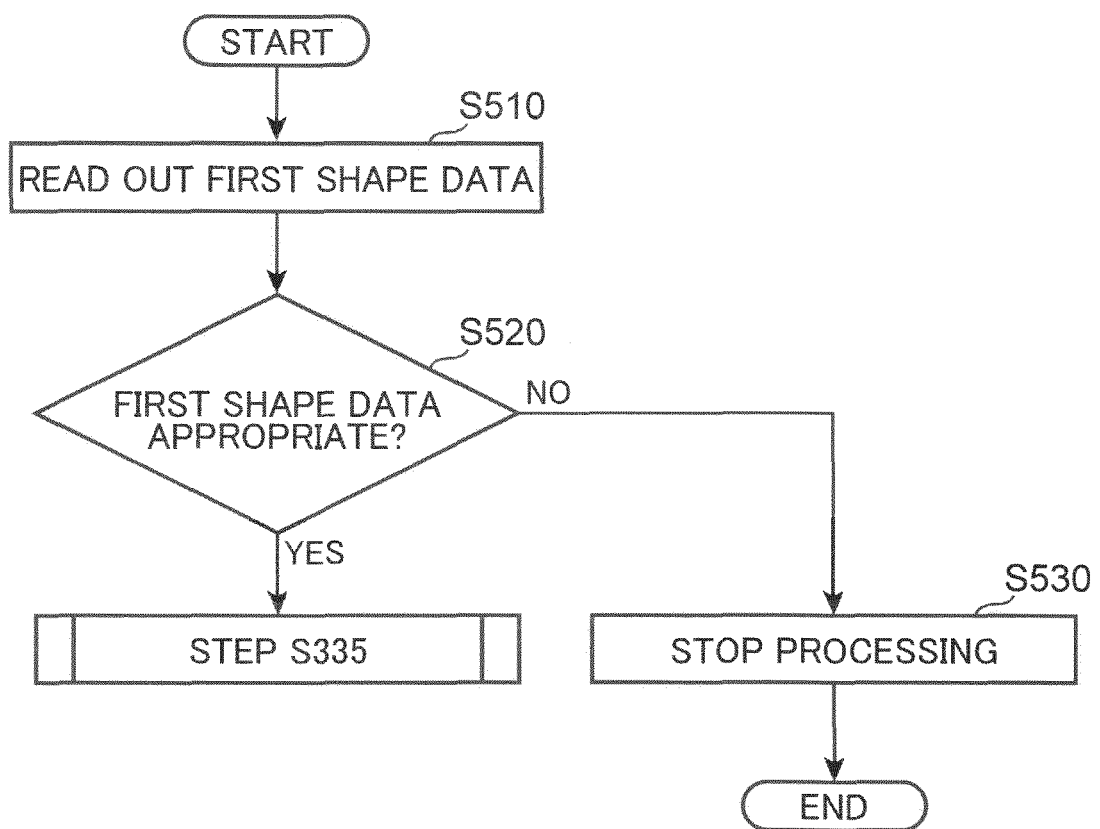 START
S510
READ OUT FIRST SHAPE DATA
S520
FIRST SHAPE DATA
APPROPRIATE?
NO
YES
STEP S335
S530
STOP PROCESSING
END